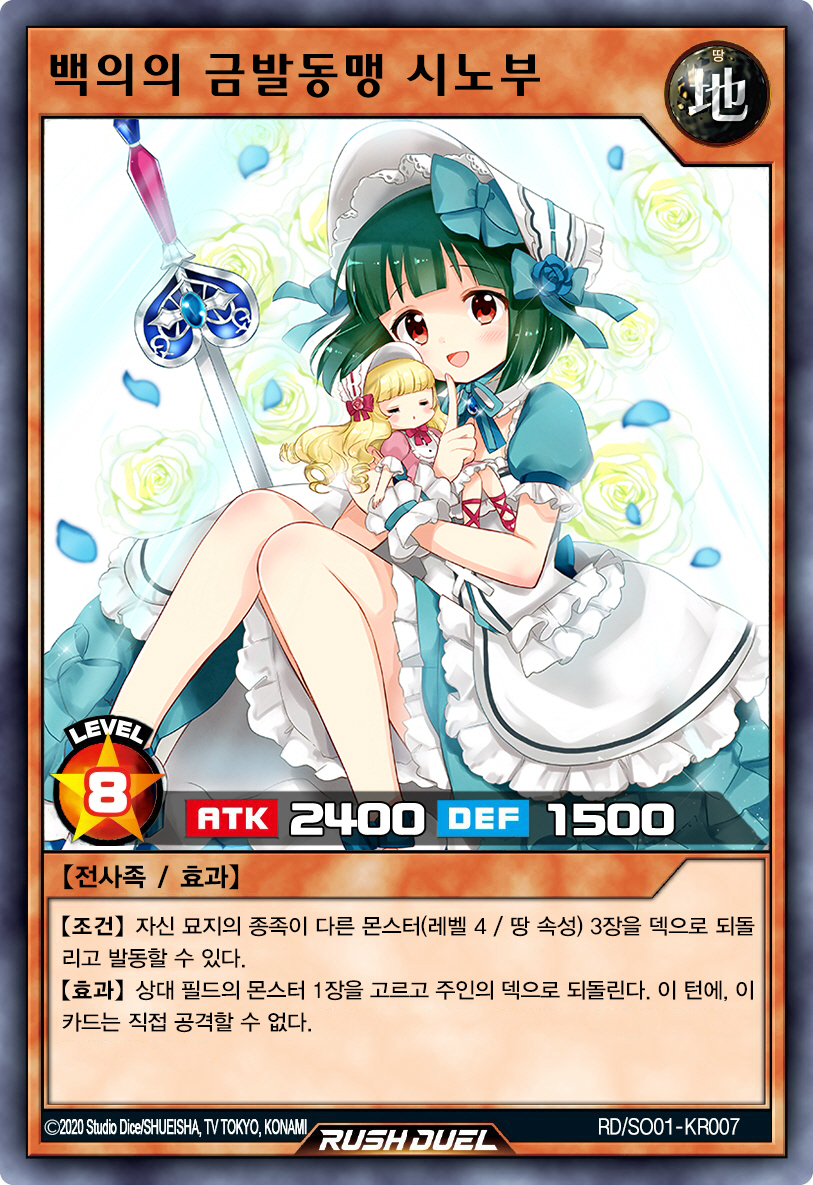 백의의 금발동맹 시노부
땅
地
LEVEL
8
ATK 2400 DEF 1500
【전사족 / 효과】
【조건】 자신 묘지의 종족이 다른 몬스터(레벨 4 / 땅 속성) 3장을 덱으로 되돌
리고 발동할 수 있다.
【효과】 상대 필드의 몬스터 1장을 고르고 주인의 덱으로 되돌린다. 이 턴에, 이
카드는 직접 공격할 수 없다.
©2020 Studio Dice/SHUEISHA, TV TOKYO, KONAMI
RUSH DUEL
RD/SO01-KR007